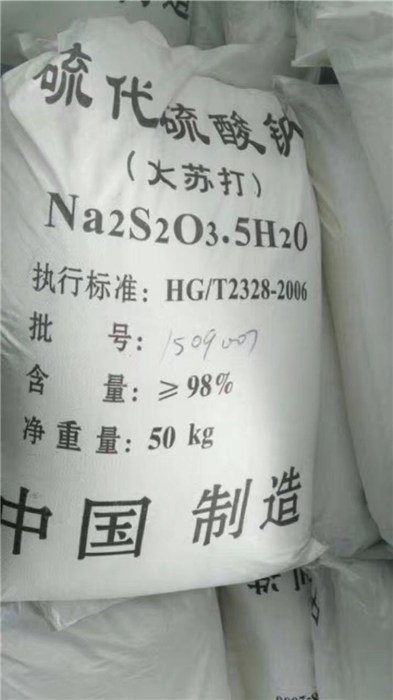 硫代硫酸钠
(大苏打)
Na2S2O3.5H2O
执行标准: HG/T2328-2006
批 号: 1509007
含 量: ≥98%
净重量: 50 kg
中国 制造